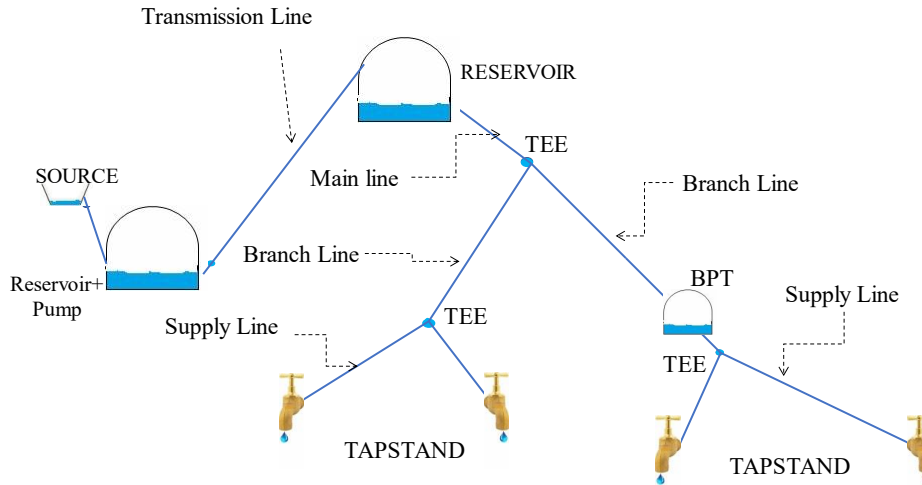 Transmission Line
RESERVOIR
TEE
Main line
Branch Line
SOURCE
Reservoir+
Pump
Branch Line
BPT
Supply Line
Supply Line
TEE
TEE
TAPSTAND
TAPSTAND